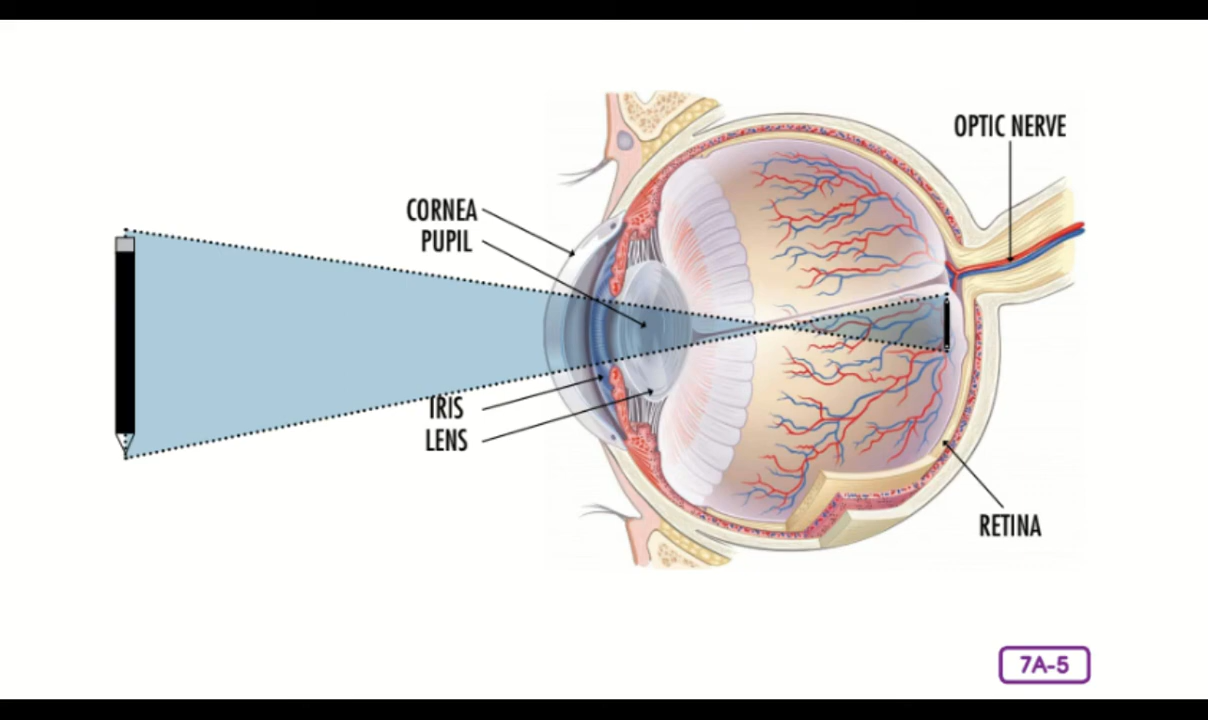 OPTIC NERVE
CORNEA
PUPIL
IRIS
LENS
RETINA
7A-5